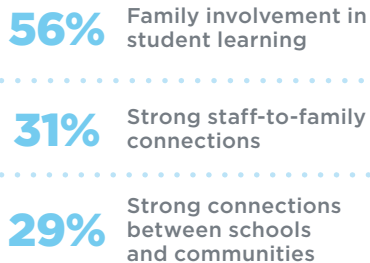 56%
Family involvement in
student learning
31%
Strong staff-to-family
connections
29%
Strong connections
between schools
and communities